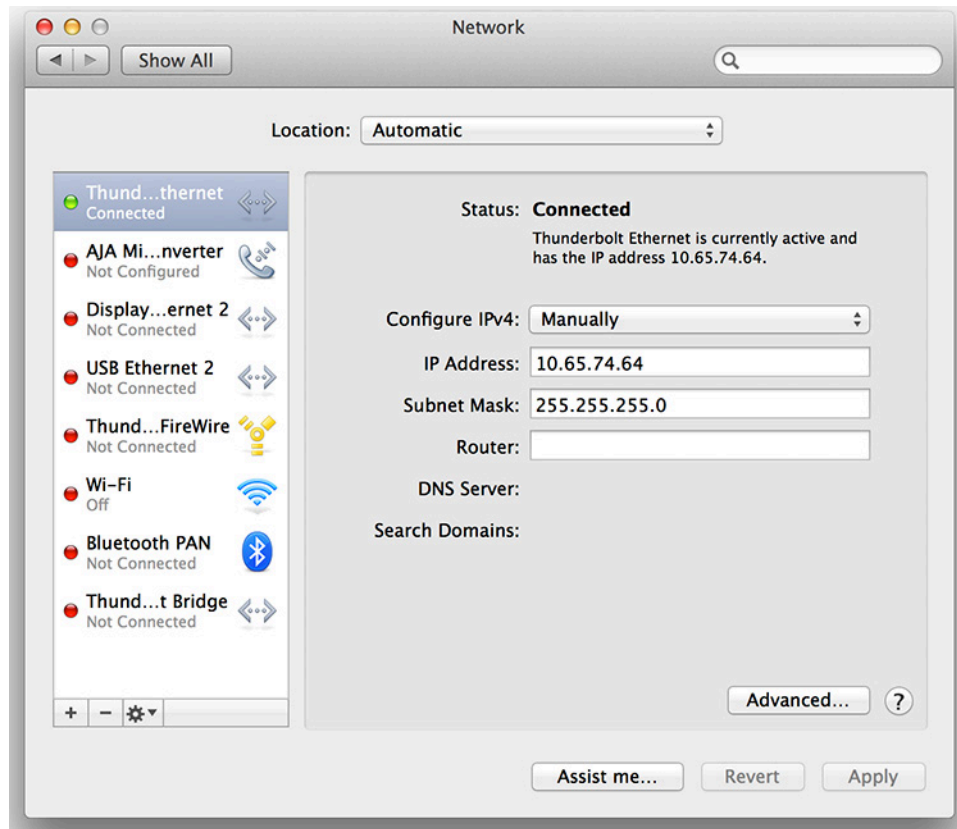 Network
Show All
Location: Automatic
Thund...thernet
Connected
AJA Mi...nverter
Not Configured
Display...ernet 2
Not Connected
USB Ethernet 2
Not Connected
Thund...FireWire
Not Connected
Wi-Fi
Off
Bluetooth PAN
Not Connected
Thund...t Bridge
Not Connected
Status: Connected
Thunderbolt Ethernet is currently active and
has the IP address 10.65.74.64.
Configure IPv4: Manually
IP Address: 10.65.74.64
Subnet Mask: 255.255.255.0
Router:
DNS Server:
Search Domains:
Advanced... ?
Assist me... Revert Apply